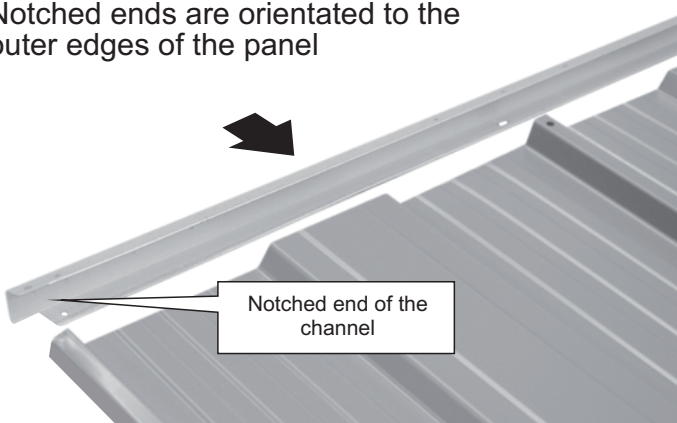 Notched ends are orientated to the
outer edges of the panel
Notched end of the
channel